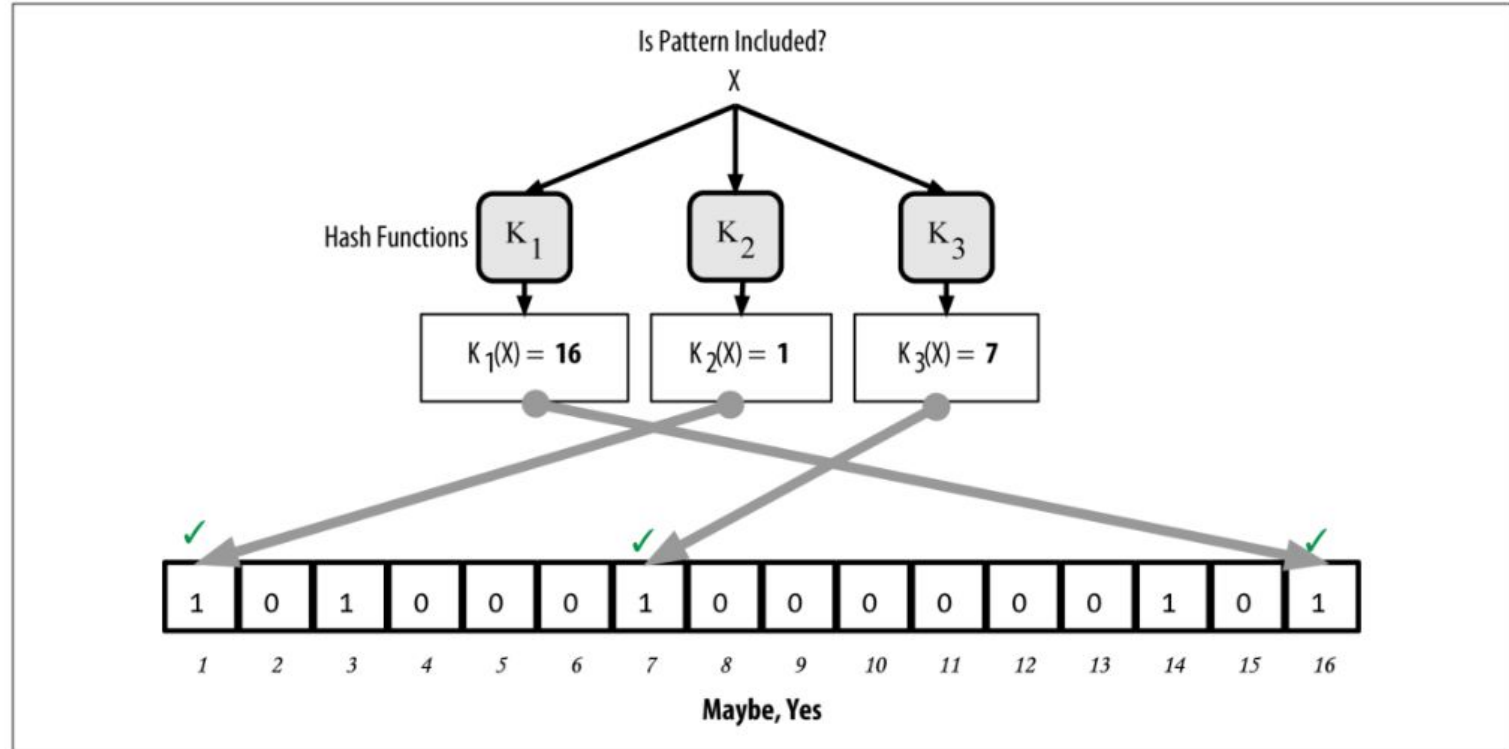 Is Pattern Included?
X
Hash Functions
K1
K2
K3
K1(X) = 16
K2(X) = 1
K3(X) = 7
✓ ✓ ✓
1 0 1 0 0 0 1 0 0 0 0 0 0 1 0 1
1 2 3 4 5 6 7 8 9 10 11 12 13 14 15 16
Maybe, Yes